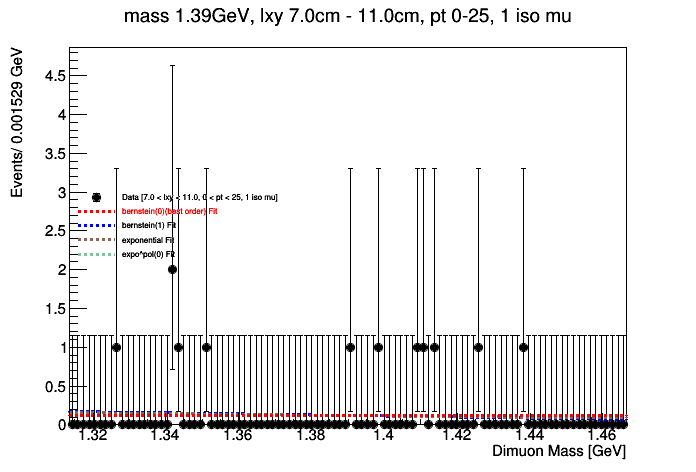 mass 1.39GeV, lxy 7.0cm - 11.0cm, pt 0-25, 1 iso mu
Events/ 0.001529 GeV
4.5
4
3.5
3
2.5
2
1.5
1
0.5
0
Data [7.0 < lxy < 11.0, 0 < pt < 25, 1 iso mu]
bernstein(0)(best order) Fit
bernstein(1) Fit
exponential Fit
expo*pol(0) Fit
1.32 1.34 1.36 1.38 1.4 1.42 1.44 1.46
Dimuon Mass [GeV]